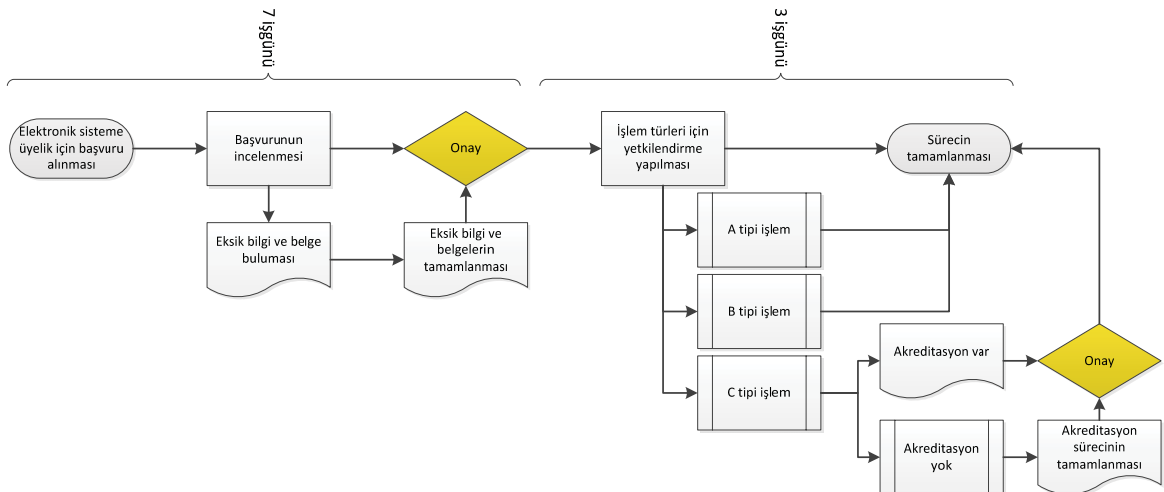 7 işgünü
3 işgünü
Elektronik sisteme
üyelik için başvuru
alınması
Başvurunun
incelenmesi
Onay
İşlem türleri için
yetkilendirme
yapılması
Sürecin
tamamlanması
Eksik bilgi ve belge
buluması
Eksik bilgi ve
belgelerin
tamamlanması
A tipi işlem
B tipi işlem
C tipi işlem
Akreditasyon var
Onay
Akreditasyon
yok
Akreditasyon
sürecinin
tamamlanması